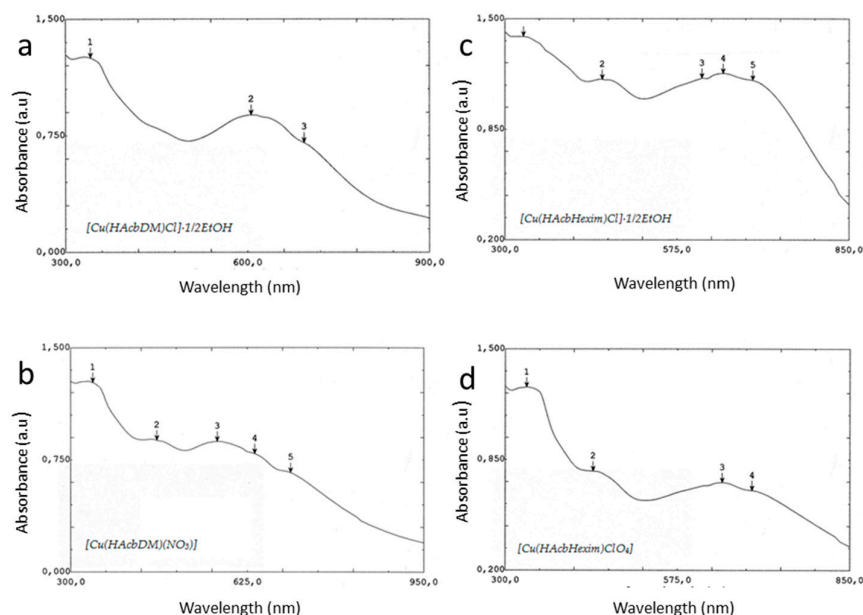 a
1,500
1
2
3
0,750
Absorbance (a.u)
[Cu(HAcbDM)Cl]·1/2EtOH
0,000
300,0
600,0
900,0
Wavelength (nm)
c
1,500
2
3
4
5
0,850
Absorbance (a.u)
[Cu(HAcbHexim)Cl]·1/2EtOH
0,200
300,0
575,0
850,0
Wavelength (nm)
b
1,500
1
2
3
4
5
0,750
Absorbance (a.u)
[Cu(HAcbDM)(NO₃)]
0,000
300,0
625,0
950,0
Wavelength (nm)
d
1,500
1
2
3
4
0,850
Absorbance (a.u)
[Cu(HAcbHexim)ClO₄]
0,200
300,0
575,0
850,0
Wavelength (nm)